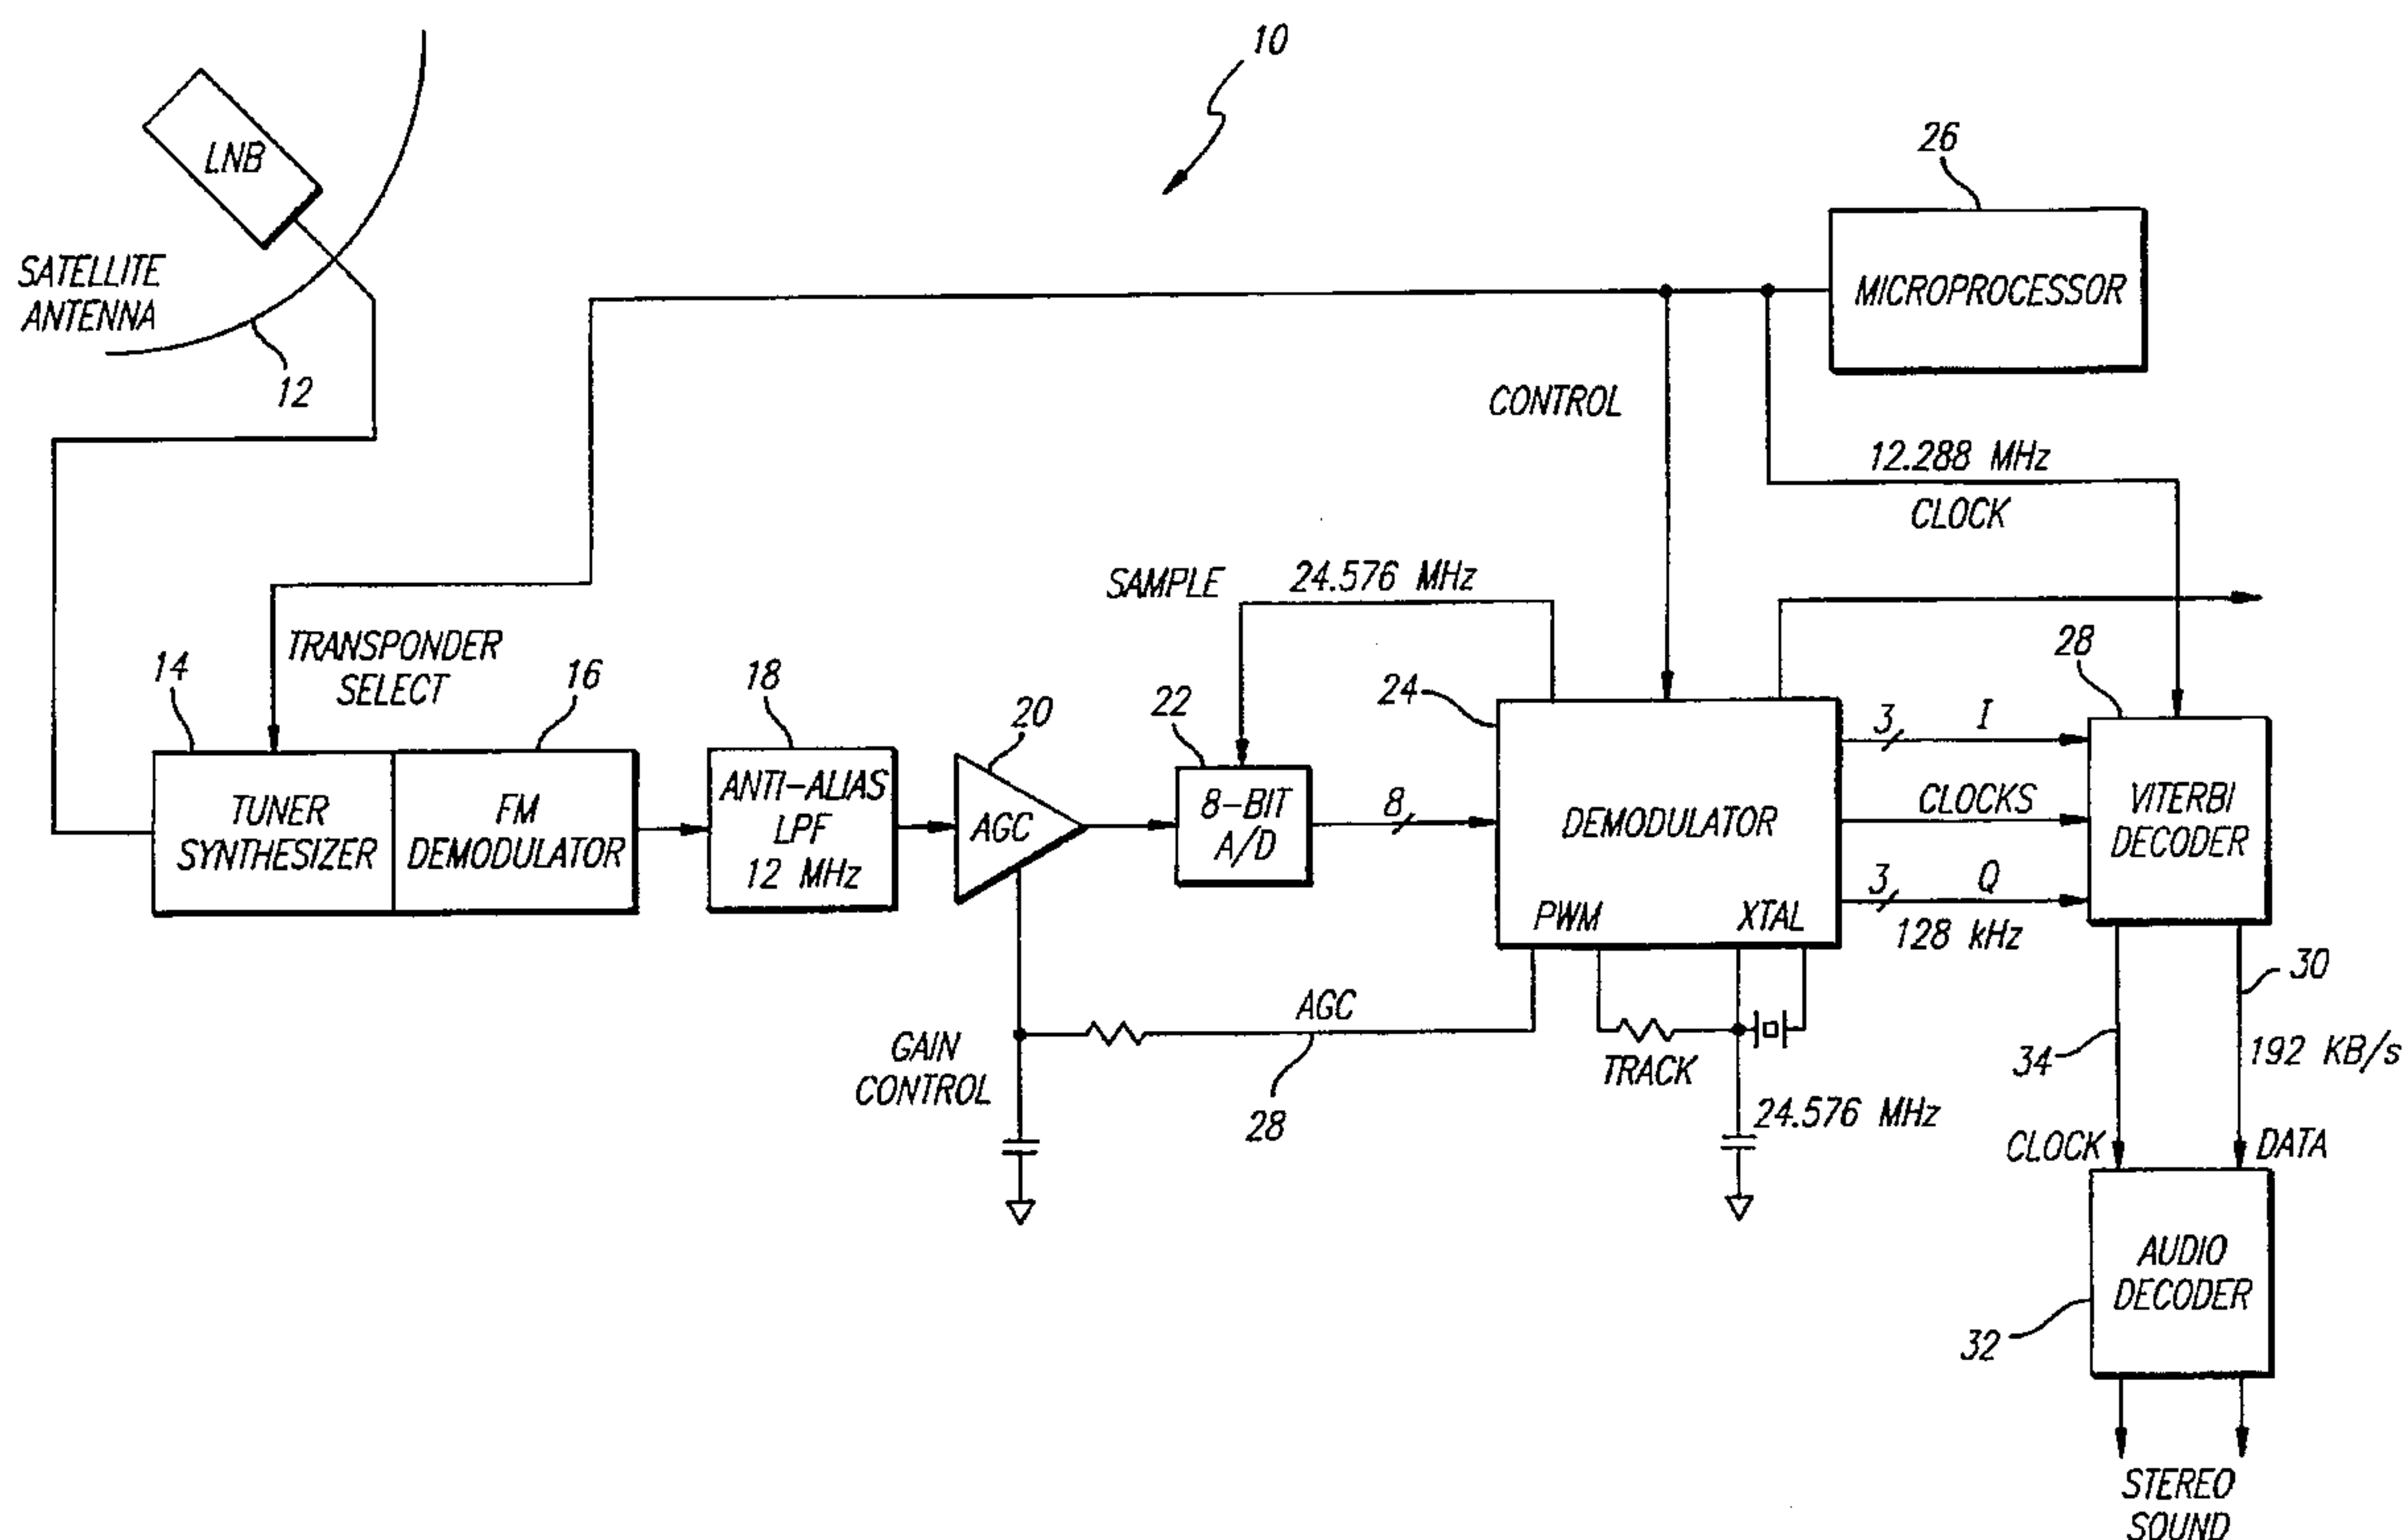 10
LNB
SATELLITE
ANTENNA
12
26
MICROPROCESSOR
CONTROL
12.288 MHz
CLOCK
SAMPLE
24.576 MHz
TRANSPONDER
SELECT
14
16
18
20
22
24
28
TUNER
SYNTHESIZER
FM
DEMODULATOR
ANTI-ALIAS
LPF
12 MHz
AGC
8-BIT
A/D
8
DEMODULATOR
PWM
XTAL
3
I
CLOCKS
3
Q
128 kHz
VITERBI
DECODER
GAIN
CONTROL
AGC
28
TRACK
24.576 MHz
30
34
192 KB/s
CLOCK
DATA
AUDIO
DECODER
32
STEREO
SOUND